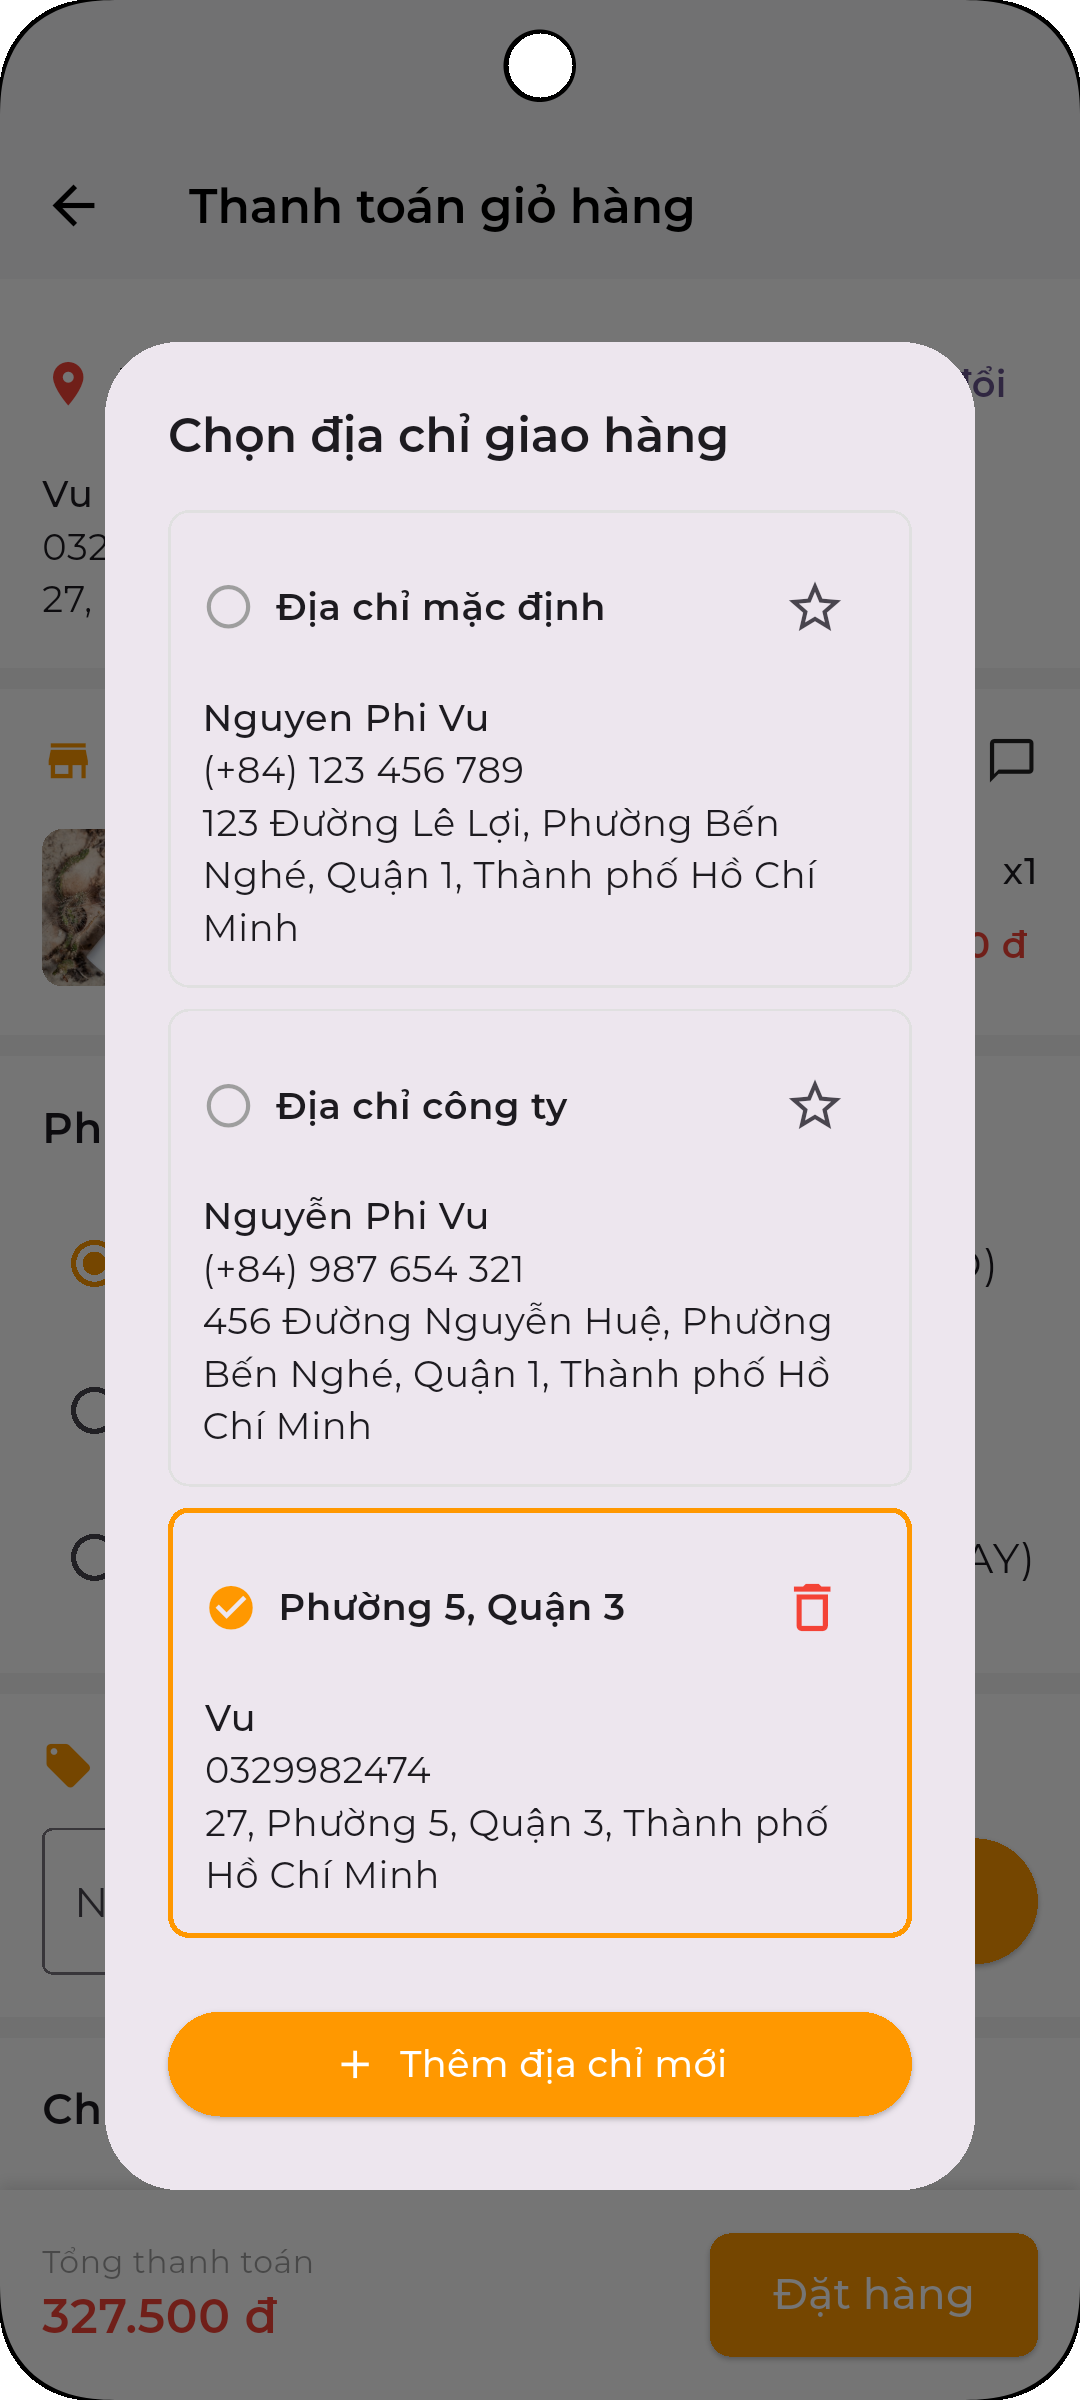 Thanh toán giỏ hàng
đổi
Chọn địa chỉ giao hàng
Vu
032
27,
Địa chỉ mặc định
Nguyen Phi Vu
(+84) 123 456 789
123 Đường Lê Lợi, Phường Bến
Nghé, Quận 1, Thành phố Hồ Chí
Minh
x1
0 đ
Địa chỉ công ty
Ph
Nguyễn Phi Vu
(+84) 987 654 321
456 Đường Nguyễn Huệ, Phường
Bến Nghé, Quận 1, Thành phố Hồ
Chí Minh
)
AY)
Phường 5, Quận 3
Vu
0329982474
27, Phường 5, Quận 3, Thành phố
Hồ Chí Minh
N
Thêm địa chỉ mới
Ch
Tổng thanh toán
327.500 đ
Đặt hàng